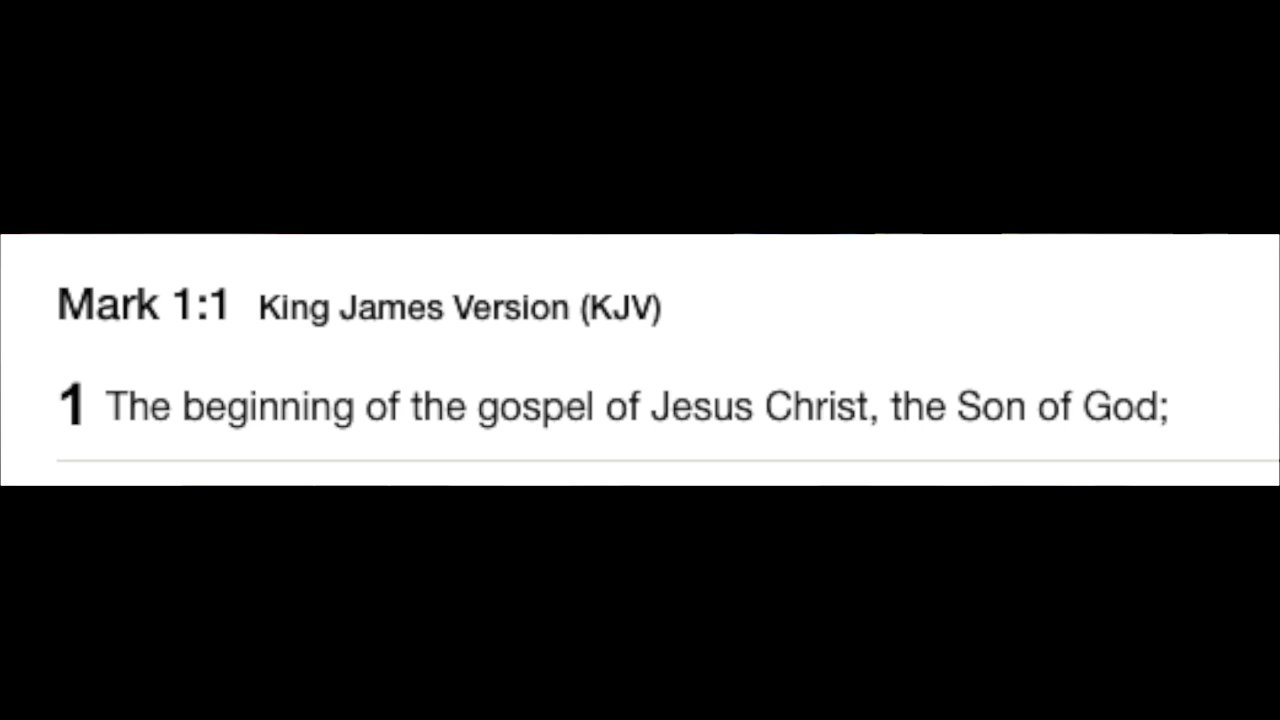 Mark 1:1 King James Version (KJV)
1 The beginning of the gospel of Jesus Christ, the Son of God;